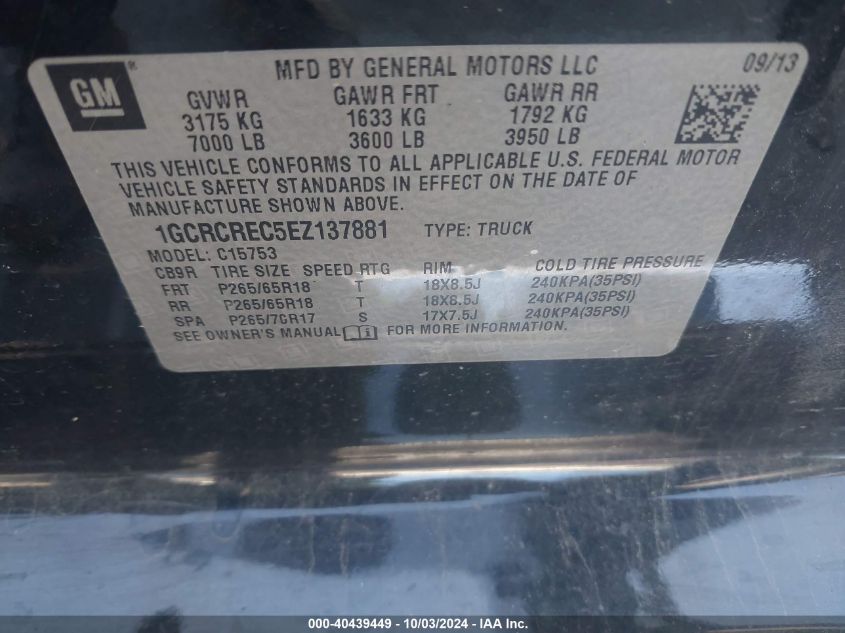 GM ®
MFD BY GENERAL MOTORS LLC
09/13
GVWR GAWR FRT GAWR RR
3175 KG 1633 KG 1792 KG
7000 LB 3600 LB 3950 LB
THIS VEHICLE CONFORMS TO ALL APPLICABLE U.S. FEDERAL MOTOR
VEHICLE SAFETY STANDARDS IN EFFECT ON THE DATE OF
MANUFACTURE SHOWN ABOVE.
1GCRCREC5EZ137881 TYPE: TRUCK
MODEL: C15753
CB9R TIRE SIZE SPEED RTG RIM COLD TIRE PRESSURE
FRT P265/65R18 T 18X8.5J 240KPA(35PSI)
RR P265/65R18 T 18X8.5J 240KPA(35PSI)
SPA P265/70R17 S 17X7.5J 240KPA(35PSI)
SEE OWNER'S MANUAL FOR MORE INFORMATION.
000-40439449 - 10/03/2024 - IAA Inc.